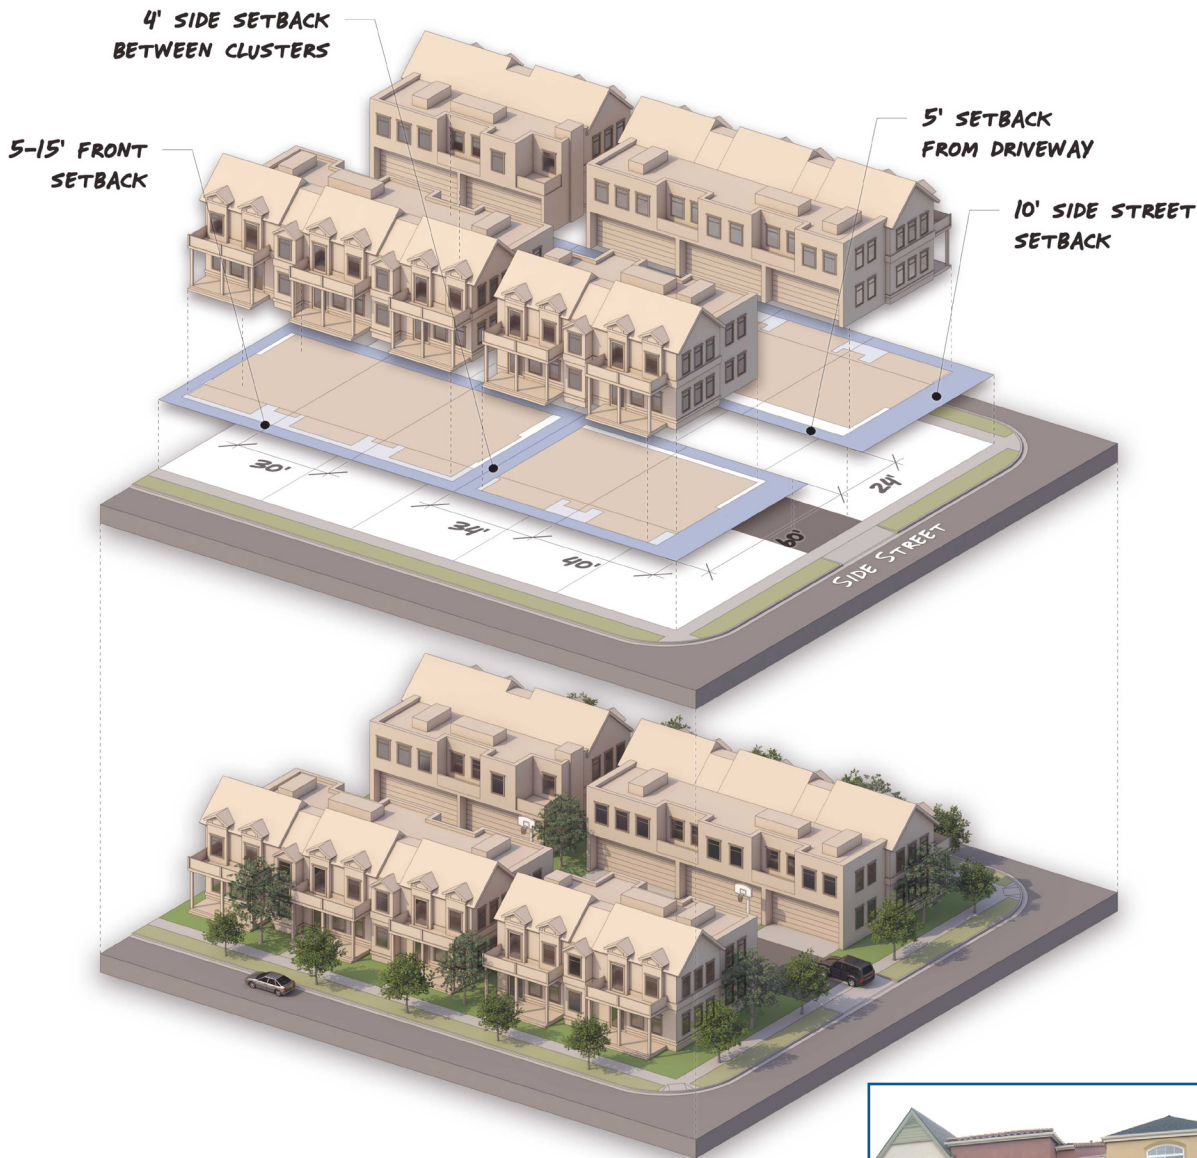 4' SIDE SETBACK
BETWEEN CLUSTERS
5-15' FRONT
SETBACK
5' SETBACK
FROM DRIVEWAY
10' SIDE STREET
SETBACK
30'
34'
40'
60'
24'
SIDE STREET